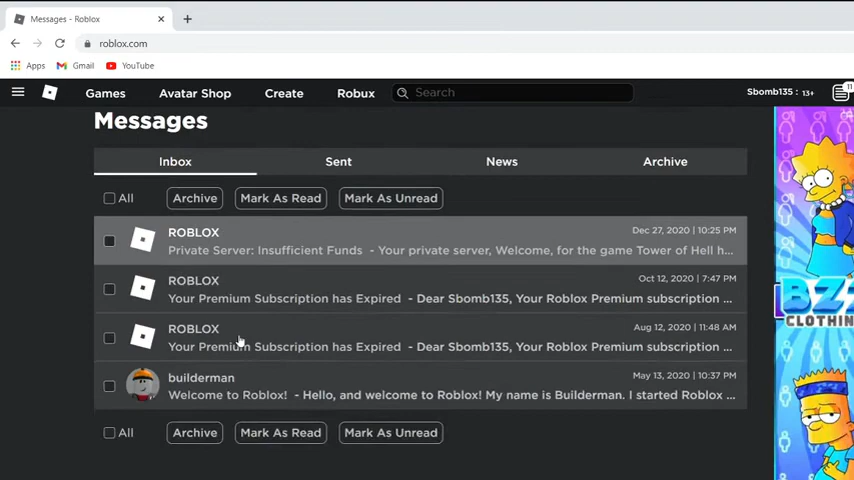 Messages - Roblox
roblox.com
Apps Gmail YouTube
Games Avatar Shop Create Robux Search Sbomb135 : 13+ 11
Messages
Inbox Sent News Archive
All Archive Mark As Read Mark As Unread
ROBLOX Dec 27, 2020 | 10:25 PM
Private Server: Insufficient Funds - Your private server, Welcome, for the game Tower of Hell h...
ROBLOX Oct 12, 2020 | 7:47 PM
Your Premium Subscription has Expired - Dear Sbomb135, Your Roblox Premium subscription ...
ROBLOX Aug 12, 2020 | 11:48 AM
Your Premium Subscription has Expired - Dear Sbomb135, Your Roblox Premium subscription ...
builderman May 13, 2020 | 10:37 PM
Welcome to Roblox! - Hello, and welcome to Roblox! My name is Builderman. I started Roblox ...
All Archive Mark As Read Mark As Unread
CLOTHING